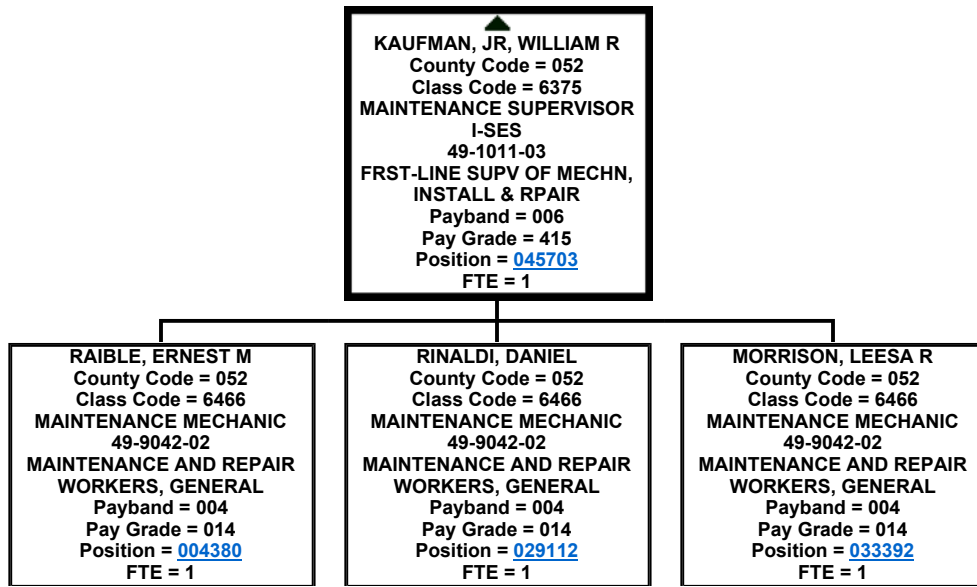 KAUFMAN, JR, WILLIAM R
County Code = 052
Class Code = 6375
MAINTENANCE SUPERVISOR
I-SES
49-1011-03
FRST-LINE SUPV OF MECHN,
INSTALL & RPAIR
Payband = 006
Pay Grade = 415
Position = 045703
FTE = 1
RAIBLE, ERNEST M
County Code = 052
Class Code = 6466
MAINTENANCE MECHANIC
49-9042-02
MAINTENANCE AND REPAIR
WORKERS, GENERAL
Payband = 004
Pay Grade = 014
Position = 004380
FTE = 1
RINALDI, DANIEL
County Code = 052
Class Code = 6466
MAINTENANCE MECHANIC
49-9042-02
MAINTENANCE AND REPAIR
WORKERS, GENERAL
Payband = 004
Pay Grade = 014
Position = 029112
FTE = 1
MORRISON, LEESA R
County Code = 052
Class Code = 6466
MAINTENANCE MECHANIC
49-9042-02
MAINTENANCE AND REPAIR
WORKERS, GENERAL
Payband = 004
Pay Grade = 014
Position = 033392
FTE = 1